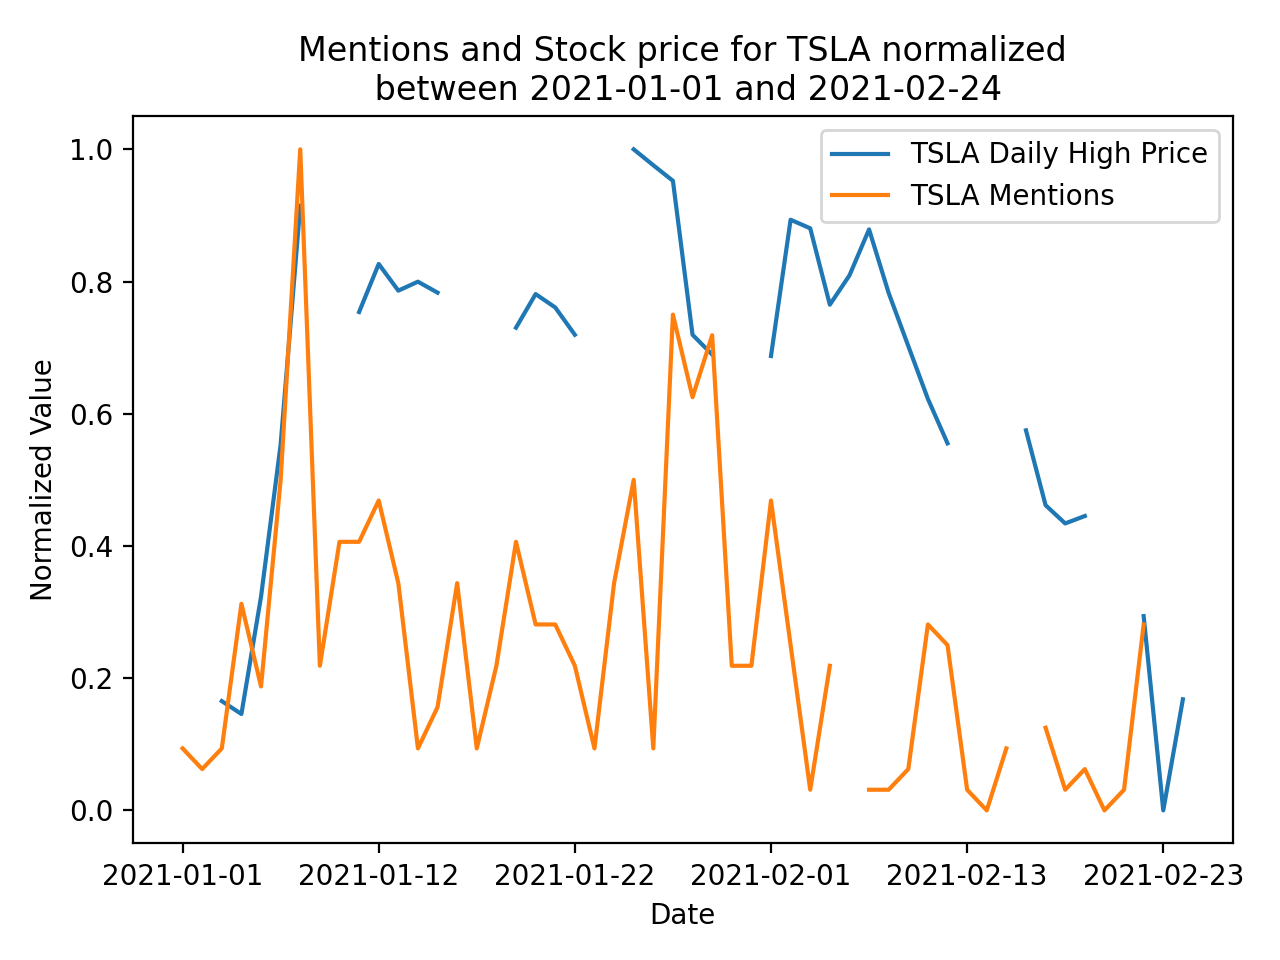 Mentions and Stock price for TSLA normalized
between 2021-01-01 and 2021-02-24
TSLA Daily High Price
TSLA Mentions
1.0
0.8
0.6
0.4
0.2
0.0
Normalized Value
2021-01-01 2021-01-12 2021-01-22 2021-02-01 2021-02-13 2021-02-23
Date